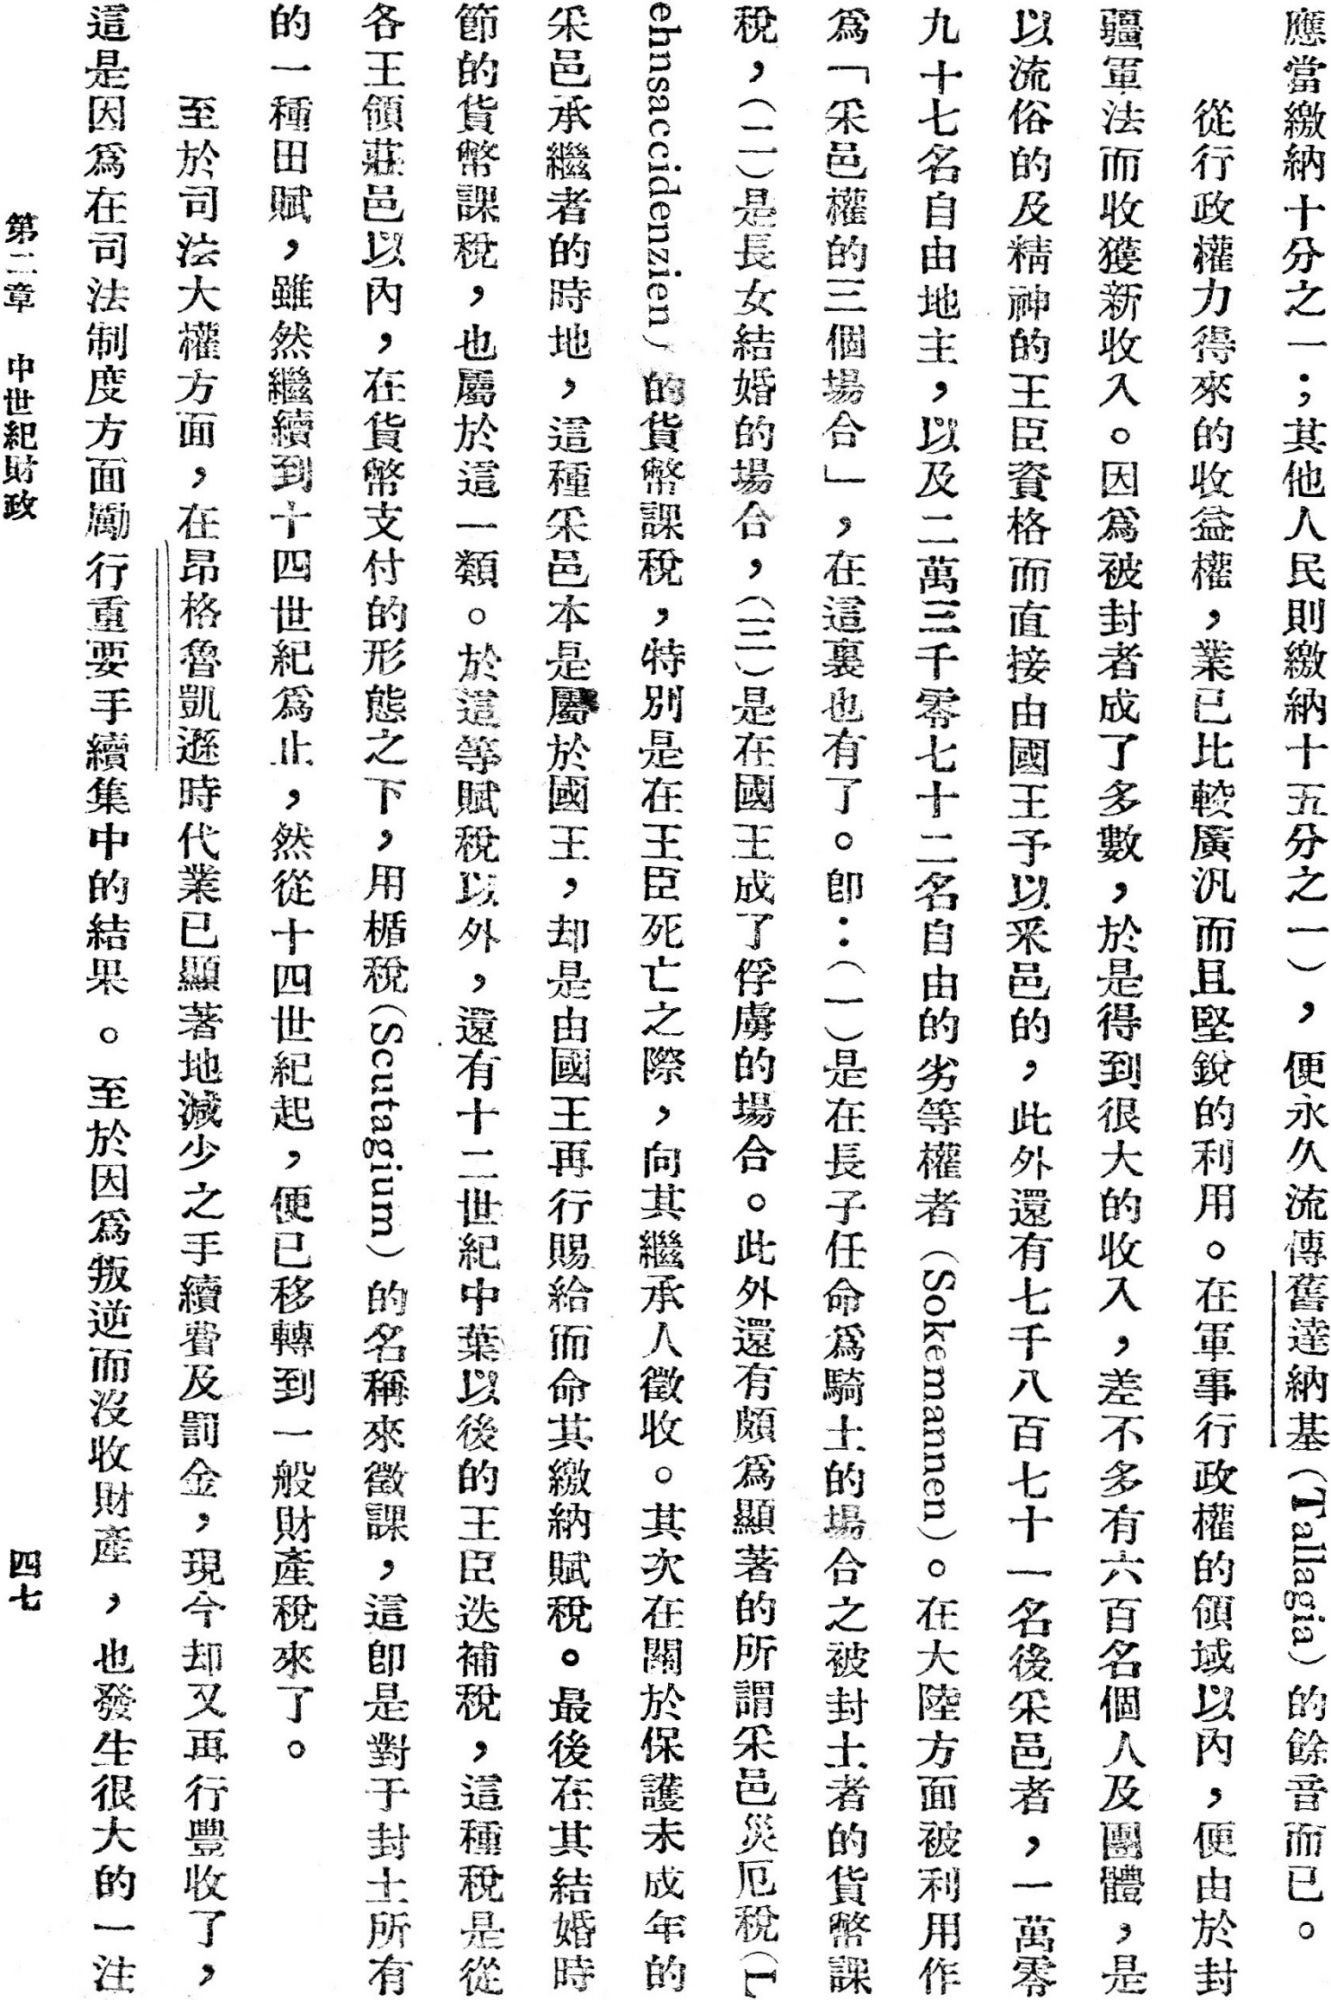 應當繳納十分之一；其他人民則繳納十五分之一），便永久流傳舊達納基（Tallagia）的餘音而已。
從行政權力得來的收益權，業已比較廣汎而且堅銳的利用。在軍事行政權的領域以內，便由於封
疆軍法而收獲新收入。因爲被封者成了多數，於是得到很大的收入，差不多有六百名個人及團體，是
以流俗的及精神的王臣資格而直接由國王予以采邑的，此外還有七千八百七十一名後采邑者，一萬零
九十七名自由地主，以及二萬三千零七十二名自由的劣等權者（Sokemannen）。在大陸方面被利用作
爲「采邑權的三個場合」，在這裏也有了。卽：（一）是在長子任命爲騎士的場合之被封土者的貨幣課
稅，（二）是長女結婚的場合，（三）是在國王成了俘虜的場合。此外還有頗爲顯著的所謂采邑災厄稅（L
ehnsaccidenzien）的貨幣課稅，特別是在王臣死亡之際，向其繼承人徵收。其次在關於保護未成年的
采邑承繼者的時地，這種采邑本是屬於國王，却是由國王再行賜給而命其繳納賦稅。最後在其結婚時
節的貨幣課稅，也屬於這一類。於這等賦稅以外，還有十二世紀中葉以後的王臣迭補稅，這種稅是從
各王領莊邑以內，在貨幣支付的形態之下，用楯稅（Scutagium）的名稱來徵課，這卽是對于封土所有
的一種田賦，雖然繼續到十四世紀爲止，然從十四世紀起，便已移轉到一般財產稅來了。
至於司法大權方面，在昂格魯凱遜時代業已顯著地減少之手續費及罰金，現今却又再行豐收了，
這是因爲在司法制度方面勵行重要手續集中的結果。至於因爲叛逆而沒收財產，也發生很大的一注
第二章　中世紀財政　四七